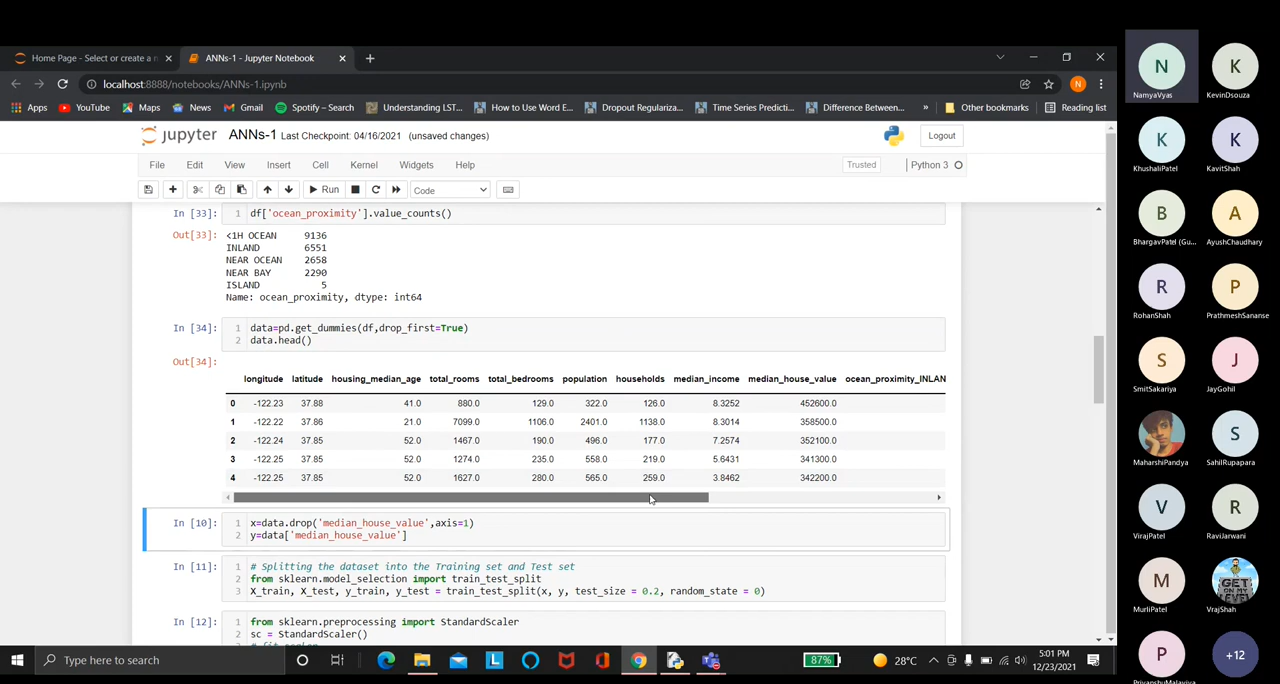 Home Page - Select or create a n
ANNs-1 - Jupyter Notebook
localhost:8888/notebooks/ANNs-1.ipynb
N
Apps YouTube Maps News Gmail Spotify – Search Understanding LST... How to Use Word E... Dropout Regulariza... Time Series Predicti... Difference Between... » Other bookmarks Reading list
jupyter ANNs-1 Last Checkpoint: 04/16/2021 (unsaved changes) Logout
File Edit View Insert Cell Kernel Widgets Help Trusted Python 3
Run Code
In [33]: 1 df['ocean_proximity'].value_counts()
Out[33]: <1H OCEAN 9136
INLAND 6551
NEAR OCEAN 2658
NEAR BAY 2290
ISLAND 5
Name: ocean_proximity, dtype: int64
In [34]: 1 data=pd.get_dummies(df,drop_first=True)
2 data.head()
Out[34]:
longitude latitude housing_median_age total_rooms total_bedrooms population households median_income median_house_value ocean_proximity_INLAN
0 -122.23 37.88 41.0 880.0 129.0 322.0 126.0 8.3252 452600.0
1 -122.22 37.86 21.0 7099.0 1106.0 2401.0 1138.0 8.3014 358500.0
2 -122.24 37.85 52.0 1467.0 190.0 496.0 177.0 7.2574 352100.0
3 -122.25 37.85 52.0 1274.0 235.0 558.0 219.0 5.6431 341300.0
4 -122.25 37.85 52.0 1627.0 280.0 565.0 259.0 3.8462 342200.0
In [10]: 1 x=data.drop('median_house_value',axis=1)
2 y=data['median_house_value']
In [11]: 1 # Splitting the dataset into the Training set and Test set
2 from sklearn.model_selection import train_test_split
3 X_train, X_test, y_train, y_test = train_test_split(x, y, test_size = 0.2, random_state = 0)
In [12]: 1 from sklearn.preprocessing import StandardScaler
2 sc = StandardScaler()
Type here to search
87%
28°C
5:01 PM
12/23/2021
N K
NamyaVyas KevinDsouza
K K
KhushaliPatel KavitShah
B A
BhargavPatel (Gu... AyushChaudhary
R P
RohanShah PrathmeshSananse
S J
SmitSakariya JayGohil
S
MaharshiPandya SahilRupapara
V R
VirajPatel RaviJarwani
M GET ON MY LEVEL
MurliPatel VrajShah
P +12
PriyanshuMalaviya